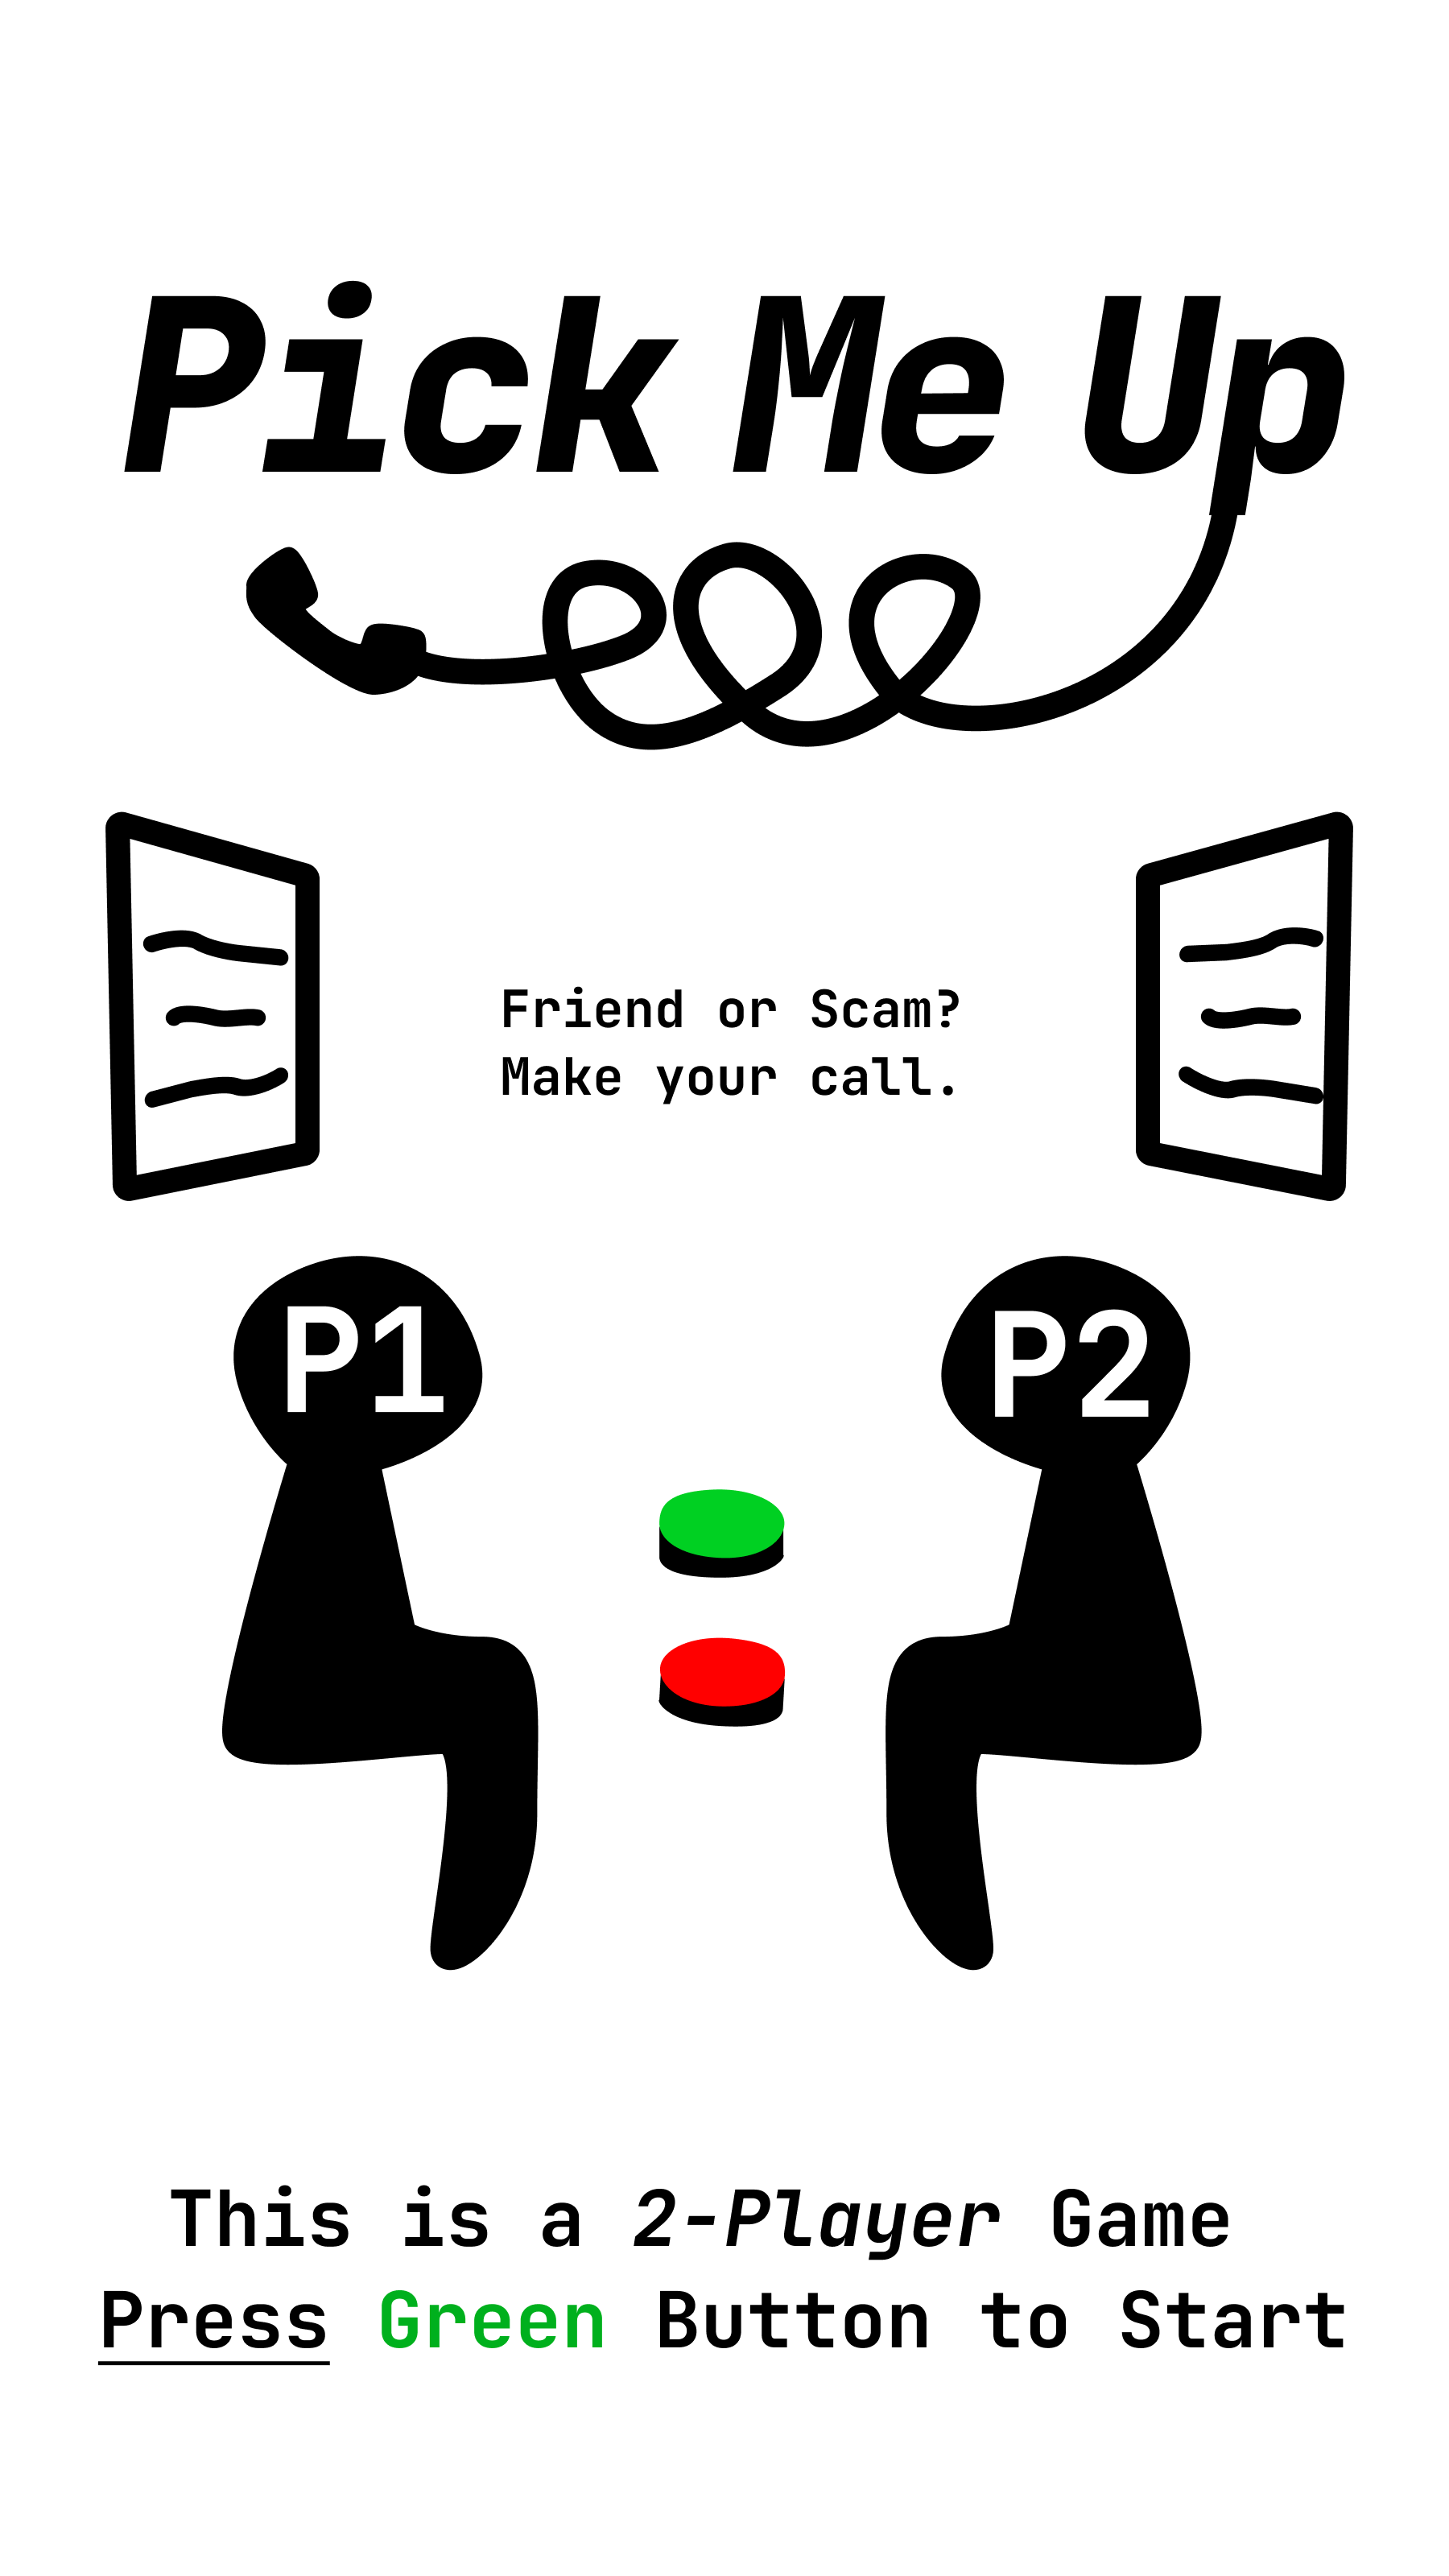 Pick Me Up
Friend or Scam?
Make your call.
P1
P2
This is a 2-Player Game
Press Green Button to Start